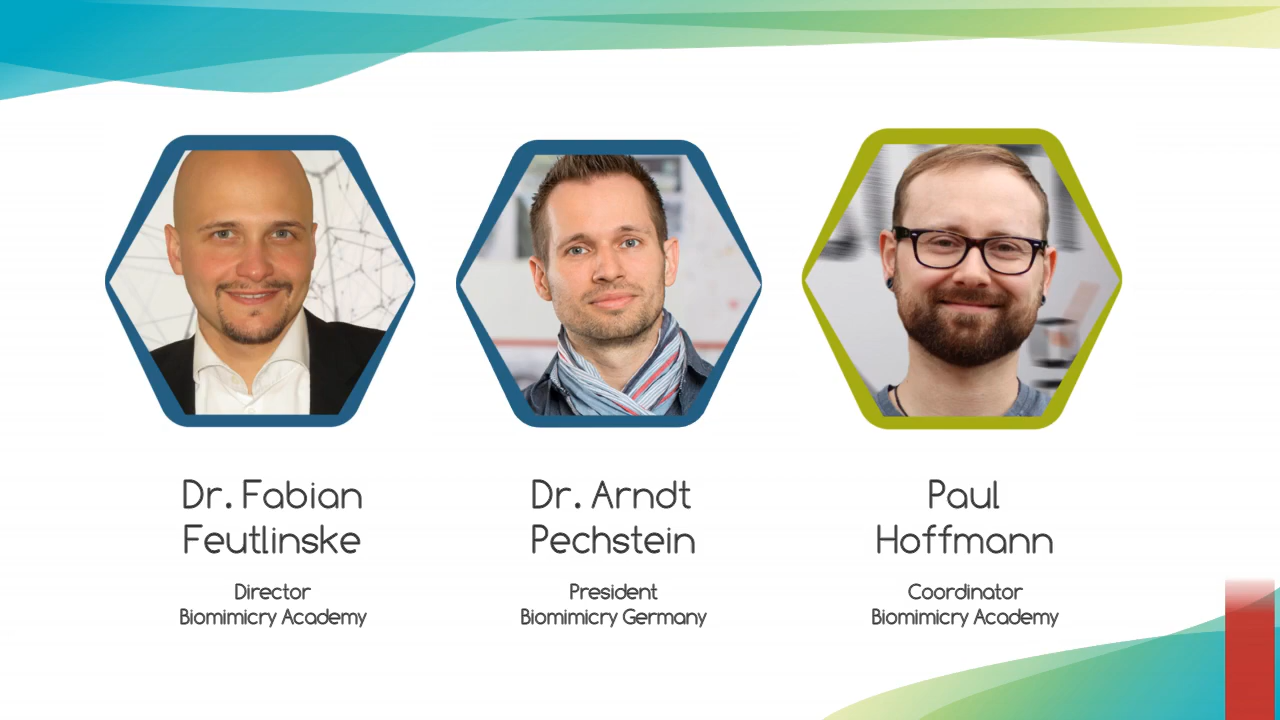 Dr. Fabian
Feutlinske
Director
Biomimicry Academy
Dr. Arndt
Pechstein
President
Biomimicry Germany
Paul
Hoffmann
Coordinator
Biomimicry Academy